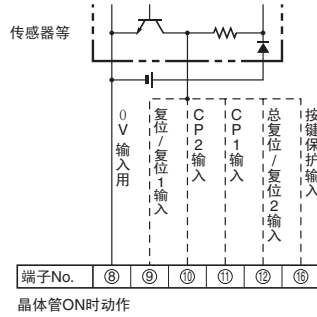 传感器等
0V输入用
复位/复位1输入
CP2输入
CP1输入
总复位/复位2输入
按键保护输入
端子No. ⑧ ⑨ ⑩ ⑪ ⑫ ⑯
晶体管ON时动作